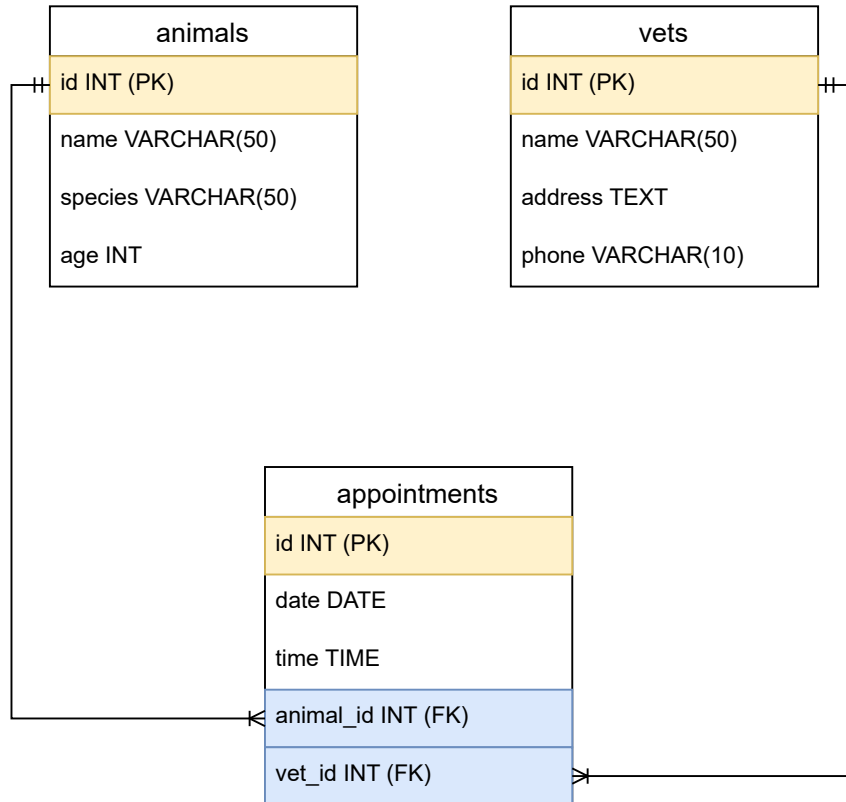 animals
id INT (PK)
name VARCHAR(50)
species VARCHAR(50)
age INT
vets
id INT (PK)
name VARCHAR(50)
address TEXT
phone VARCHAR(10)
appointments
id INT (PK)
date DATE
time TIME
animal_id INT (FK)
vet_id INT (FK)